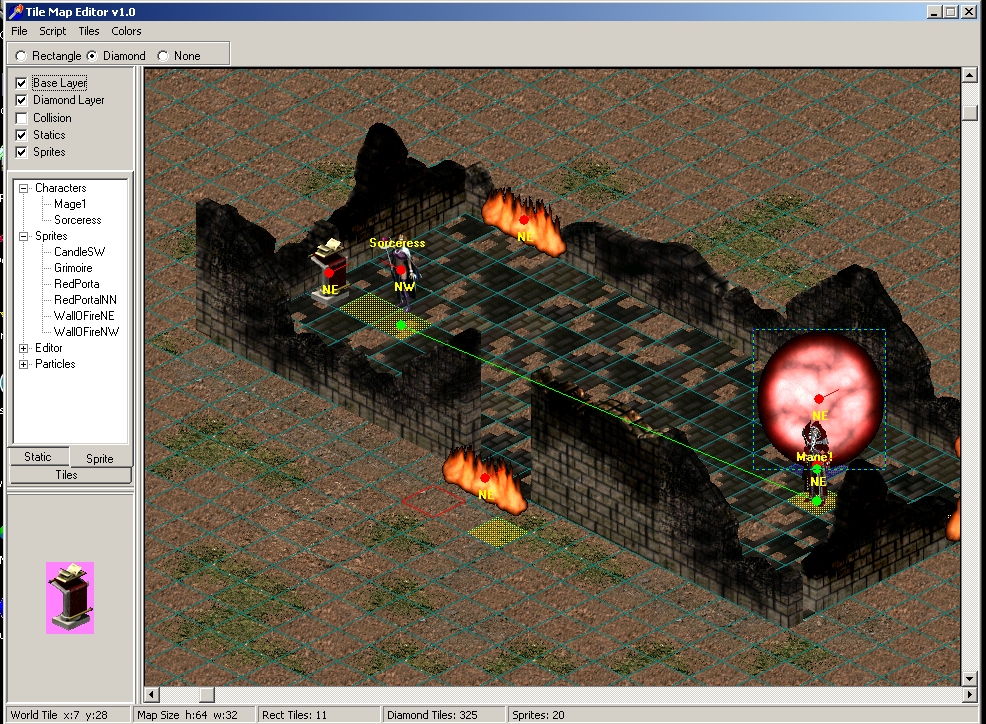 Tile Map Editor v1.0
File Script Tiles Colors
Rectangle Diamond None
Base Layer
Diamond Layer
Collision
Statics
Sprites
Characters
Mage1
Sorceress
Sprites
CandleSW
Grimoire
RedPorta
RedPortalNN
WallOFireNE
WallOFireNW
Editor
Particles
Static Sprite
Tiles
NE
Sorceress
NE
NW
NE
Mage1
NE
NE
World Tile x:7 y:28 Map Size h:64 w:32 Rect Tiles: 11 Diamond Tiles: 325 Sprites: 20